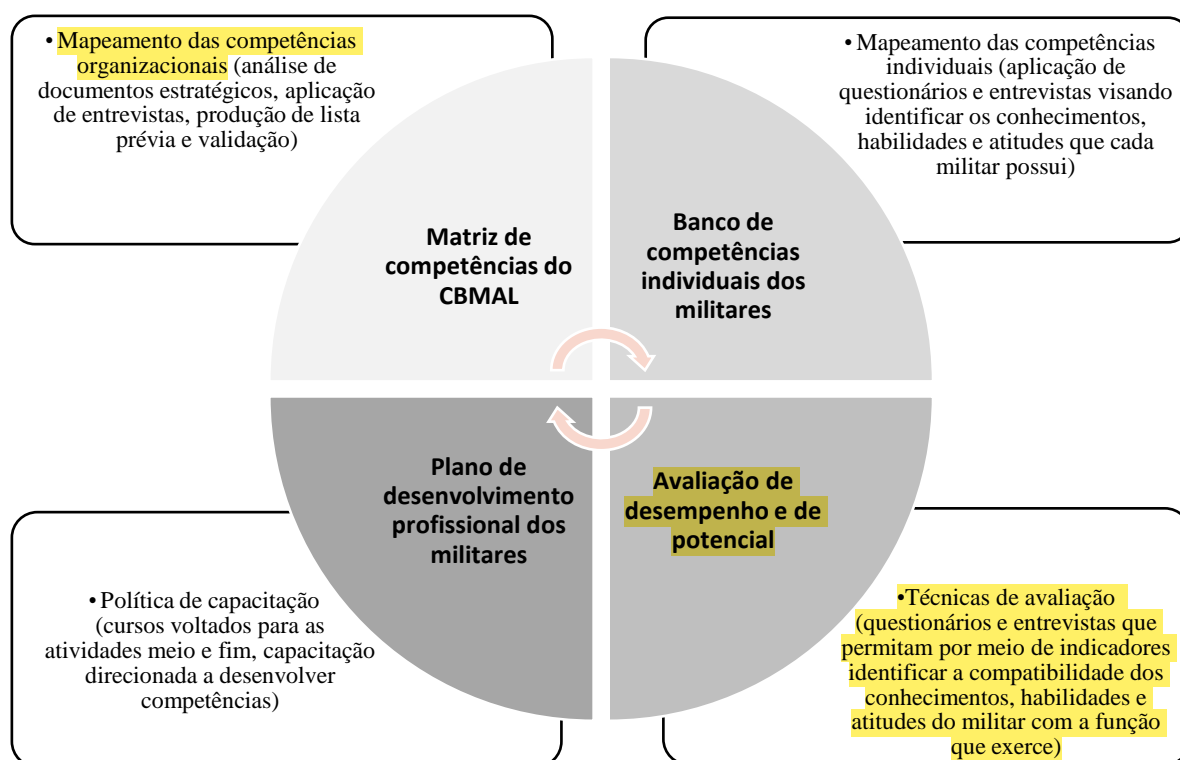 • Mapeamento das competências
organizacionais (análise de
documentos estratégicos, aplicação
de entrevistas, produção de lista
prévia e validação)
• Mapeamento das competências
individuais (aplicação de
questionários e entrevistas visando
identificar os conhecimentos,
habilidades e atitudes que cada
militar possui)
Matriz de
competências do
CBMAL
Banco de
competências
individuais dos
militares
Plano de
desenvolvimento
profissional dos
militares
Avaliação de
desempenho e de
potencial
• Política de capacitação
(cursos voltados para as
atividades meio e fim, capacitação
direcionada a desenvolver
competências)
•Técnicas de avaliação
(questionários e entrevistas que
permitam por meio de indicadores
identificar a compatibilidade dos
conhecimentos, habilidades e
atitudes do militar com a função
que exerce)